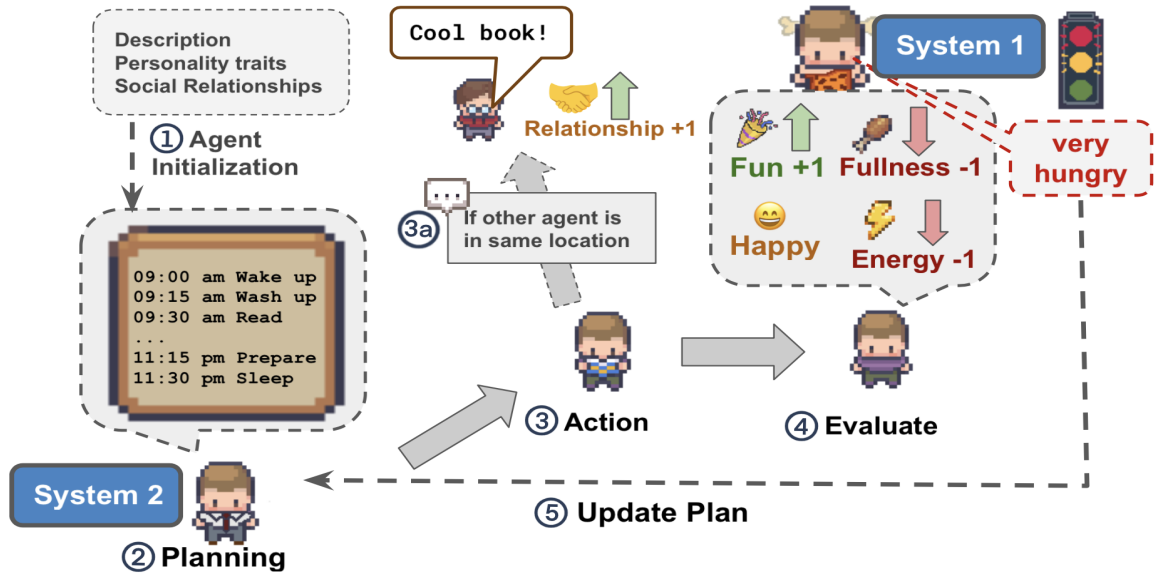 Description
Personality traits
Social Relationships
① Agent
Initialization
09:00 am Wake up
09:15 am Wash up
09:30 am Read
...
11:15 pm Prepare
11:30 pm Sleep
System 2
② Planning
③ Action
3a
...
If other agent is
in same location
Cool book!
Relationship +1
④ Evaluate
System 1
Fun +1
Fullness -1
Happy
Energy -1
very
hungry
⑤ Update Plan